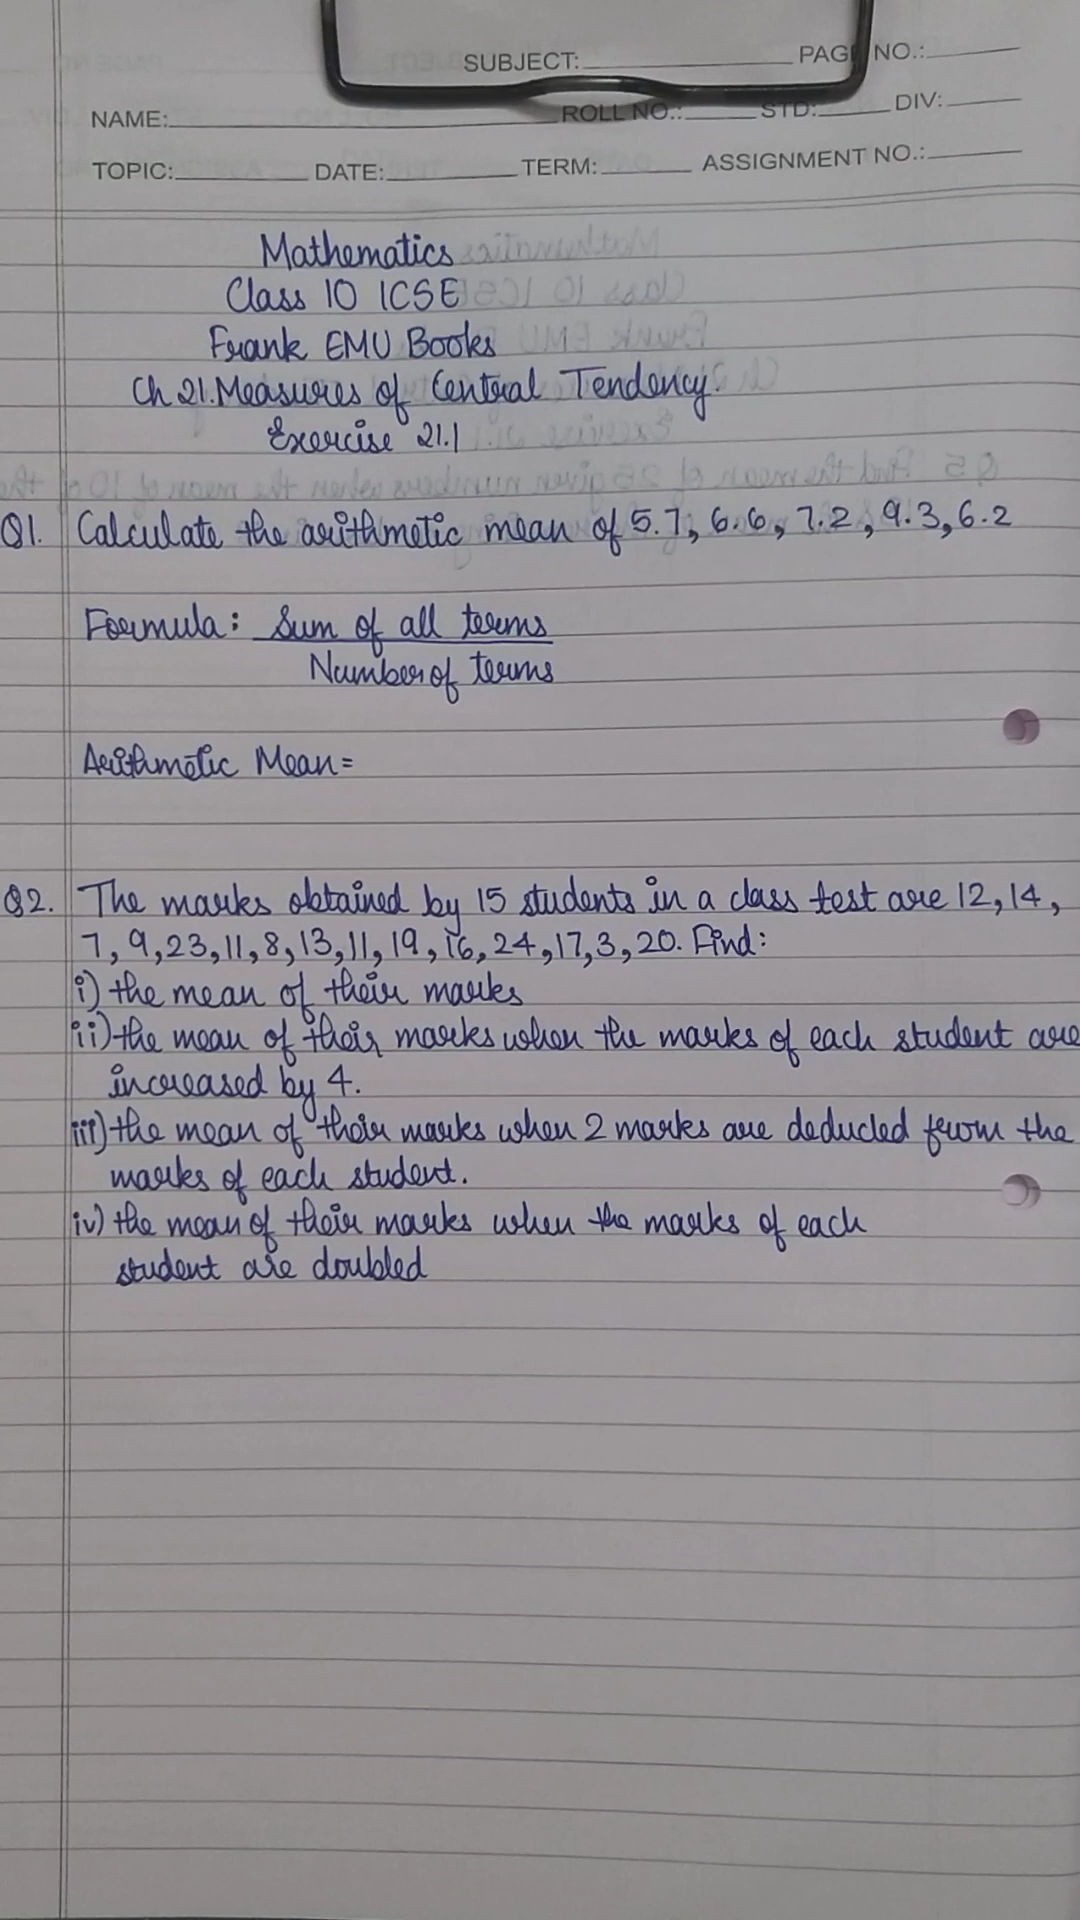 SUBJECT: PAGE NO.:
NAME: ROLL NO.: STD: DIV:
TOPIC: DATE: TERM: ASSIGNMENT NO.:
Mathematics
Class 10 ICSE
Frank EMU Books
Ch 21. Measures of Central Tendency.
Exercise 21.1
Q1. Calculate the arithmetic mean of 5.7, 6.6, 7.2, 9.3, 6.2
Formula: Sum of all terms
Number of terms
Arithmetic Mean=
Q2. The marks obtained by 15 students in a class test are 12, 14,
7, 9, 23, 11, 8, 13, 11, 19, 16, 24, 17, 3, 20. Find:
i) the mean of their marks
ii) the mean of their marks when the marks of each student are
increased by 4.
iii) the mean of their marks when 2 marks are deducted from the
marks of each student.
iv) the mean of their marks when the marks of each
student are doubled